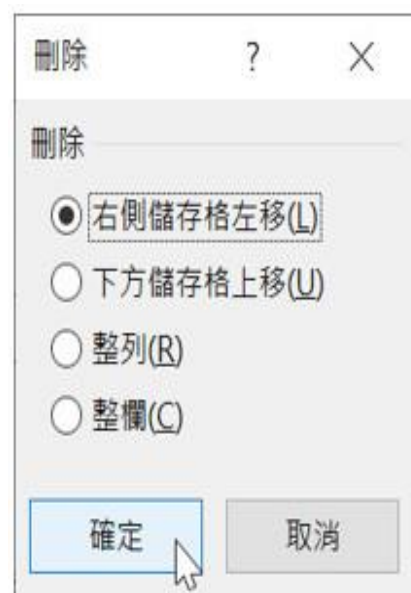 刪除 ? ×
刪除
右側儲存格左移(L)
下方儲存格上移(U)
整列(R)
整欄(C)
確定 取消